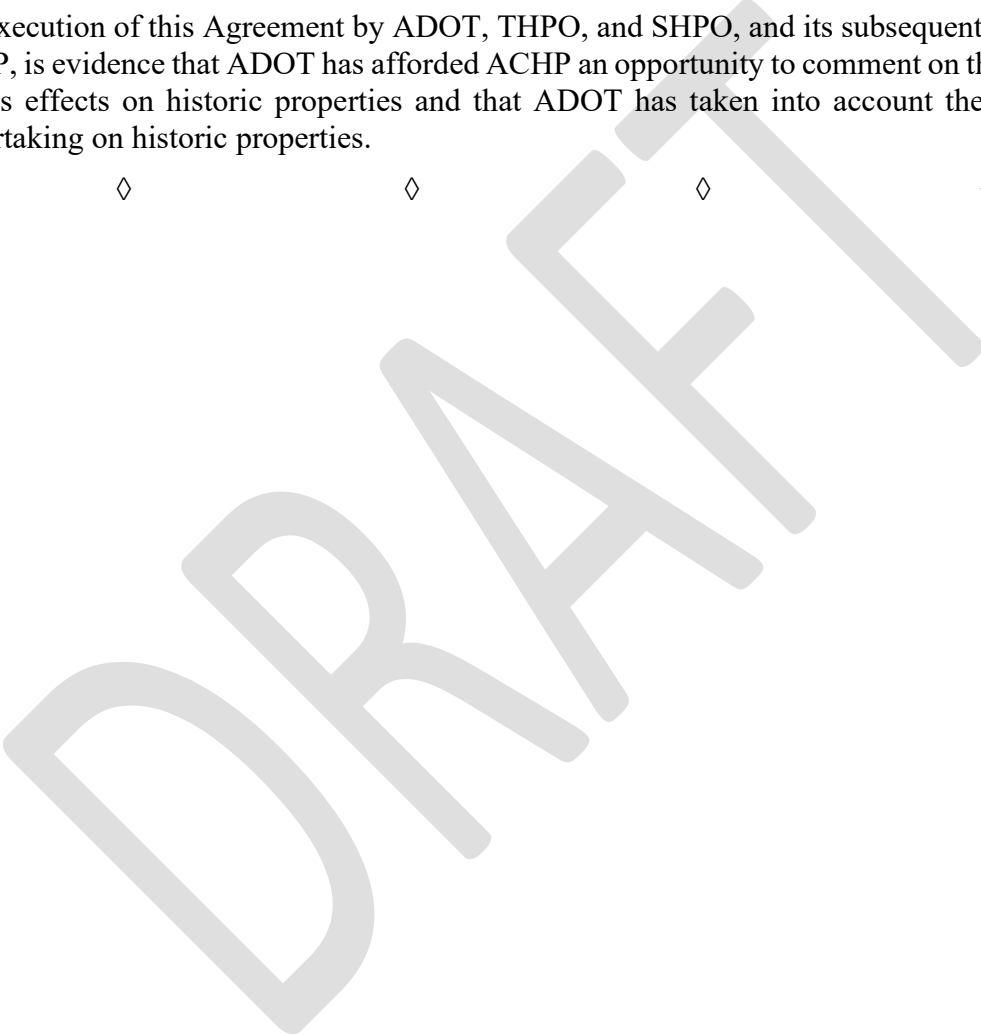 xecution of this Agreement by ADOT, THPO, and SHPO, and its subsequent
P, is evidence that ADOT has afforded ACHP an opportunity to comment on th
s effects on historic properties and that ADOT has taken into account the
rtaking on historic properties.
◊ ◊ ◊
DRAFT